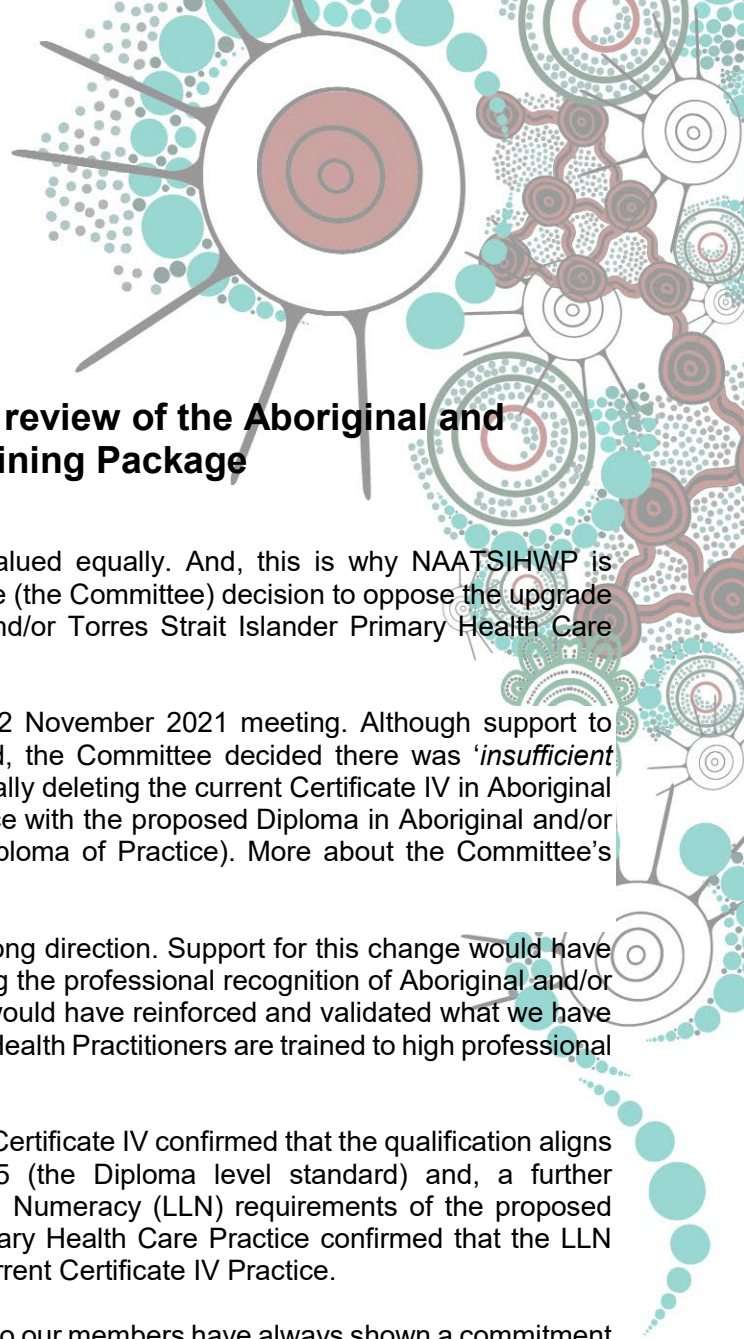 review of the Aboriginal and
ining Package
alued equally. And, this is why NAATSIHWP is
e (the Committee) decision to oppose the upgrade
nd/or Torres Strait Islander Primary Health Care
2 November 2021 meeting. Although support to
d, the Committee decided there was ‘insufficient
ally deleting the current Certificate IV in Aboriginal
ce with the proposed Diploma in Aboriginal and/or
ploma of Practice). More about the Committee’s
ong direction. Support for this change would have
g the professional recognition of Aboriginal and/or
would have reinforced and validated what we have
Health Practitioners are trained to high professional
Certificate IV confirmed that the qualification aligns
5 (the Diploma level standard) and, a further
Numeracy (LLN) requirements of the proposed
ary Health Care Practice confirmed that the LLN
rrent Certificate IV Practice.
o our members have always shown a commitment